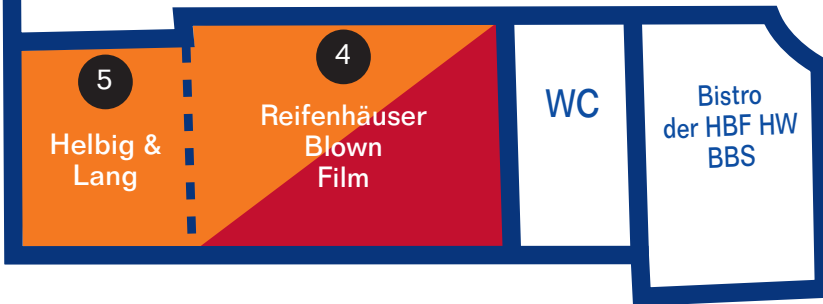 5
Helbig &
Lang
4
Reifenhäuser
Blown
Film
WC
Bistro
der HBF HW
BBS